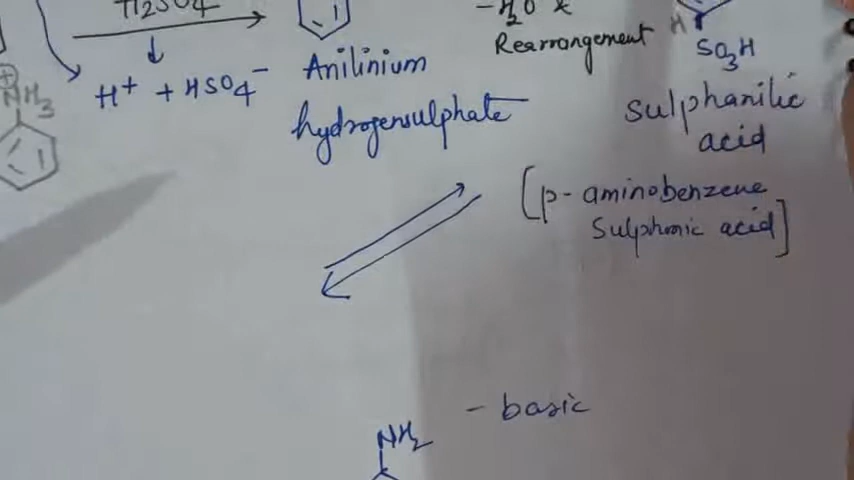 H2SO4
-H2O &
Rearrangement
H
SO3H
⊕
NH3
H+ + HSO4-
Anilinium
hydrogensulphate
sulphanilic
acid
[p-aminobenzene
Sulphonic acid]
NH2 - basic